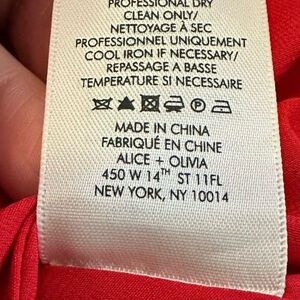 PROFESSIONAL DRY
CLEAN ONLY/
NETTOYAGE À SEC
PROFESSIONNEL UNIQUEMENT
COOL IRON IF NECESSARY/
REPASSAGE A BASSE
TEMPERATURE SI NECESSAIRE
P
MADE IN CHINA
FABRIQUÉ EN CHINE
ALICE + OLIVIA
450 W 14TH ST 11FL
NEW YORK, NY 10014